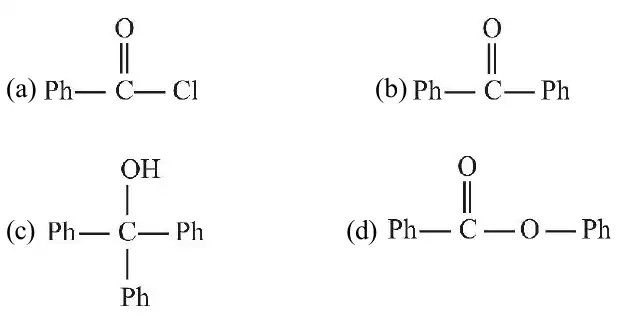 O O
(a) Ph — C — Cl (b) Ph — C — Ph
OH O
(c) Ph — C — Ph (d) Ph — C — O — Ph
Ph